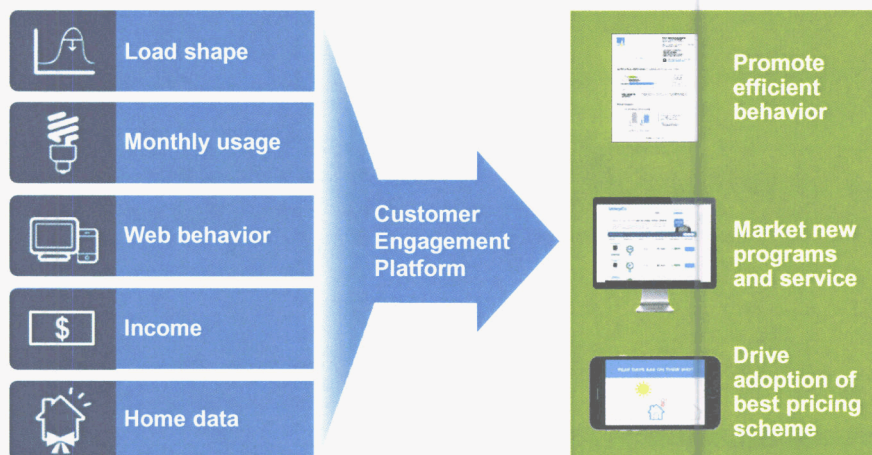 Load shape
Monthly usage
Web behavior
$
Income
Home data
Customer
Engagement
Platform
Promote
efficient
behavior
Market new
programs
and service
Drive
adoption of
best pricing
scheme